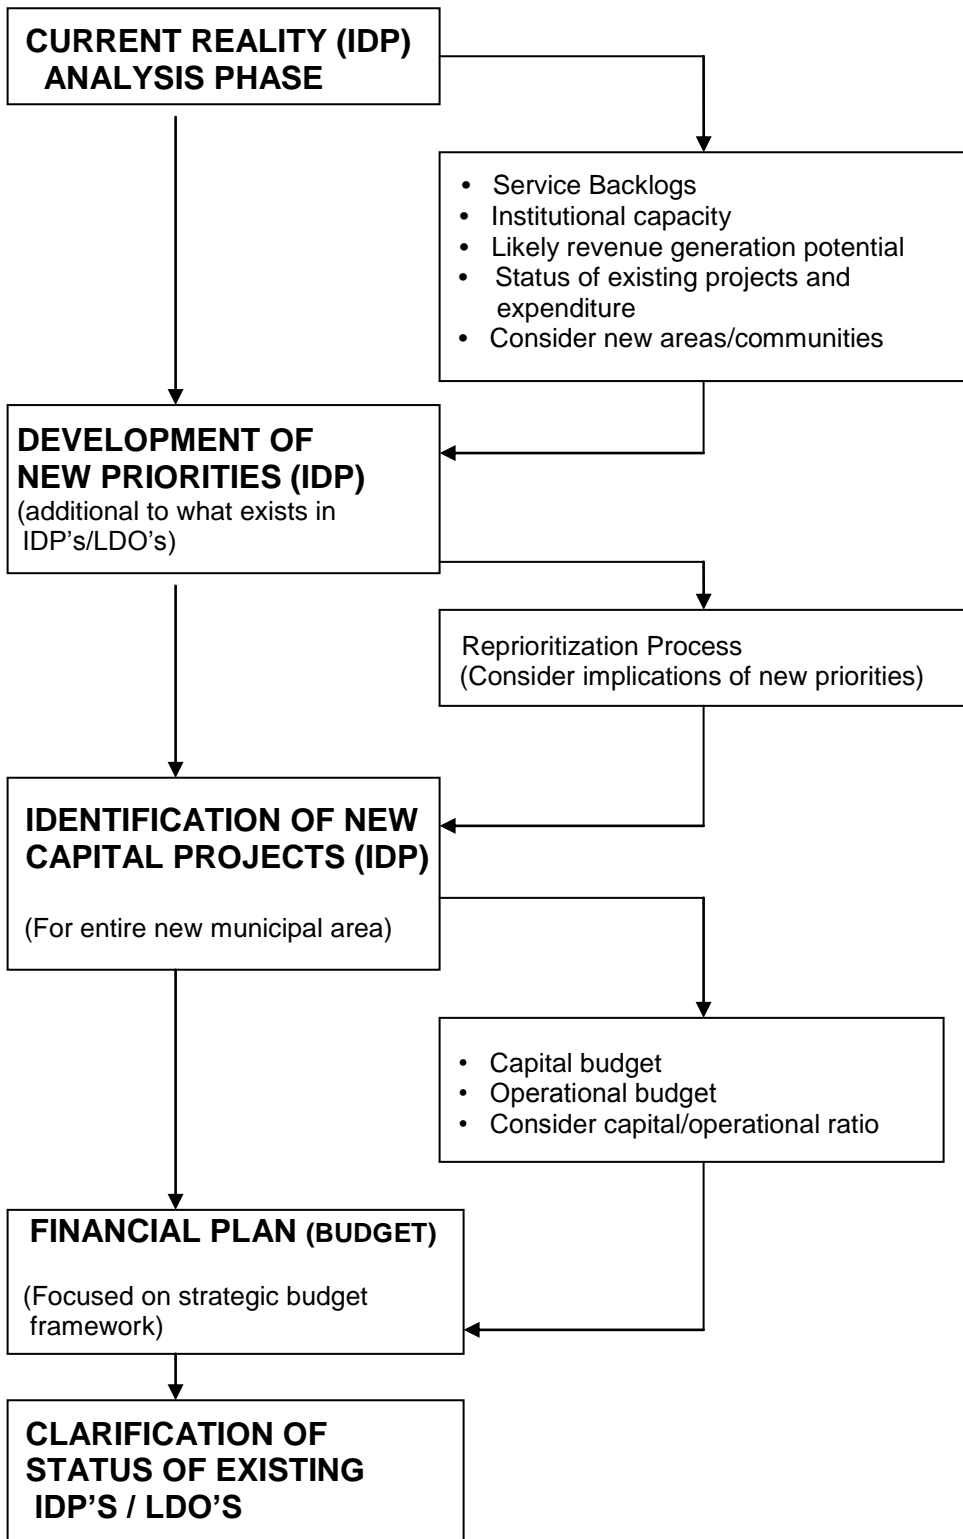 CURRENT REALITY (IDP)
ANALYSIS PHASE
• Service Backlogs
• Institutional capacity
• Likely revenue generation potential
• Status of existing projects and
expenditure
• Consider new areas/communities
DEVELOPMENT OF
NEW PRIORITIES (IDP)
(additional to what exists in
IDP’s/LDO’s)
Reprioritization Process
(Consider implications of new priorities)
IDENTIFICATION OF NEW
CAPITAL PROJECTS (IDP)
(For entire new municipal area)
• Capital budget
• Operational budget
• Consider capital/operational ratio
FINANCIAL PLAN (BUDGET)
(Focused on strategic budget
framework)
CLARIFICATION OF
STATUS OF EXISTING
IDP’S / LDO’S